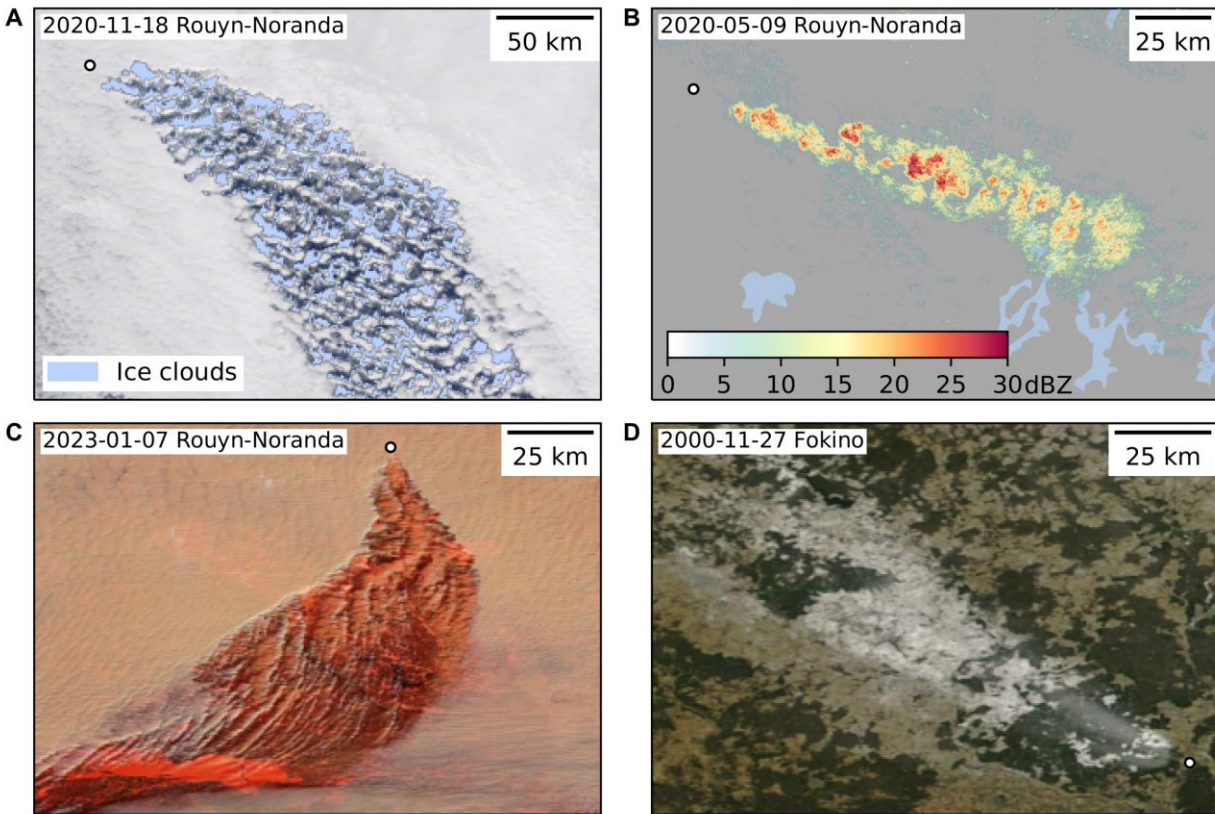 A
2020-11-18 Rouyn-Noranda
50 km
Ice clouds
B
2020-05-09 Rouyn-Noranda
25 km
0 5 10 15 20 25 30dBZ
C
2023-01-07 Rouyn-Noranda
25 km
D
2000-11-27 Fokino
25 km